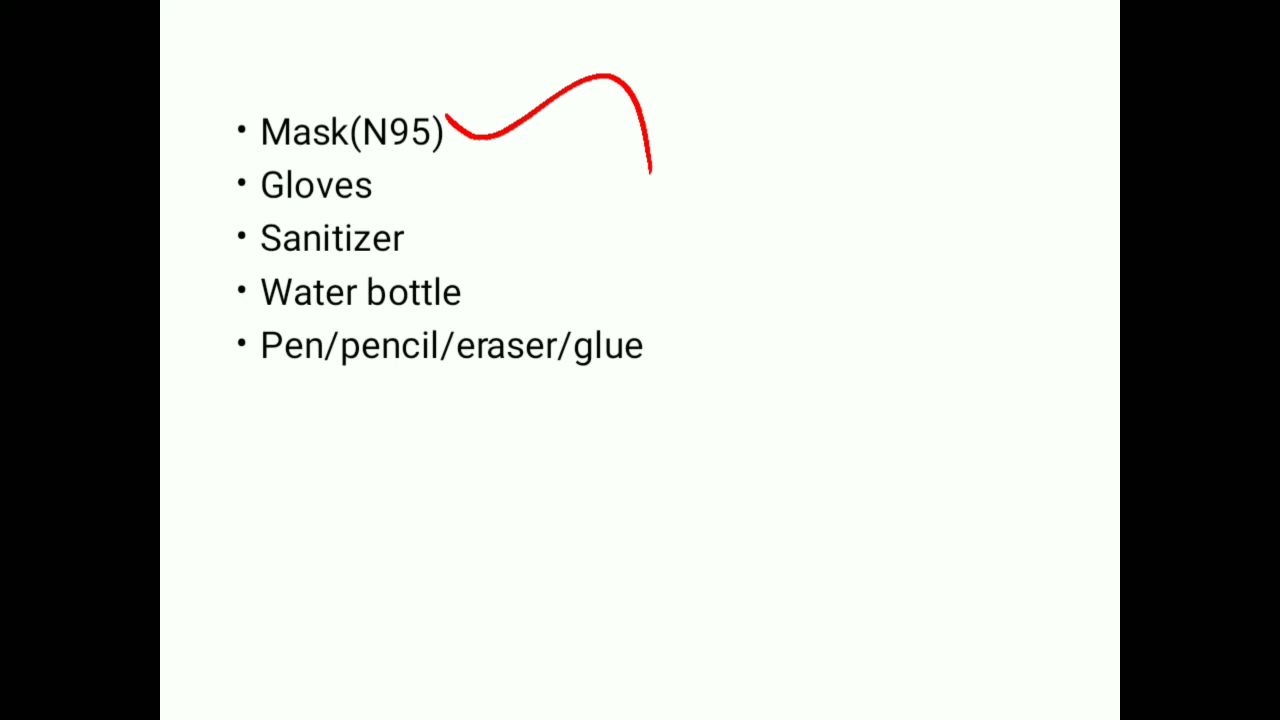 • Mask(N95)
• Gloves
• Sanitizer
• Water bottle
• Pen/pencil/eraser/glue